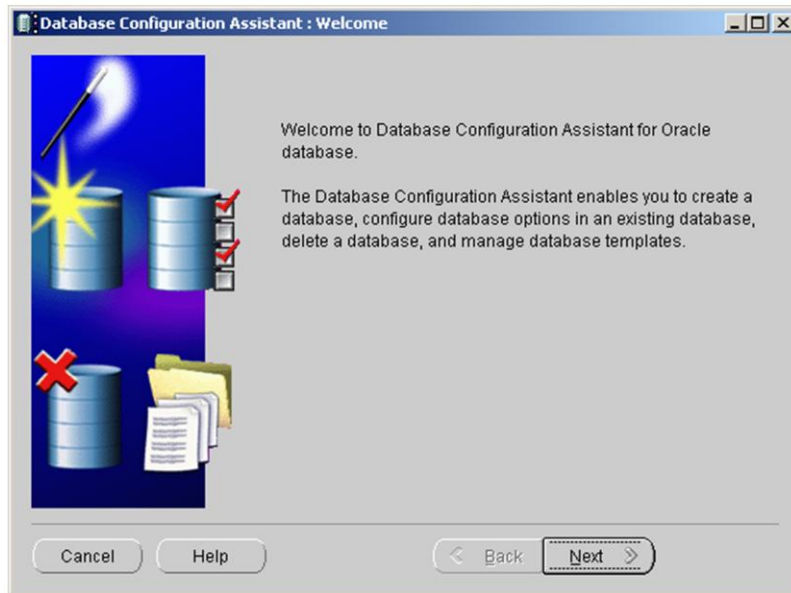 Database Configuration Assistant : Welcome
Welcome to Database Configuration Assistant for Oracle
database.
The Database Configuration Assistant enables you to create a
database, configure database options in an existing database,
delete a database, and manage database templates.
Cancel
Help
Back
Next